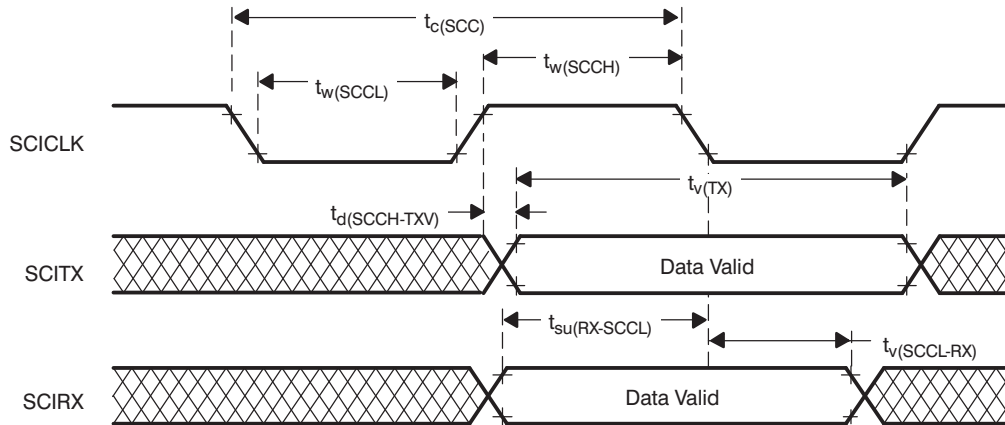 tc(SCC)
tw(SCCH)
tw(SCCL)
SCICLK
tv(TX)
td(SCCH-TXV)
SCITX
Data Valid
tsu(RX-SCCL)
tv(SCCL-RX)
SCIRX
Data Valid